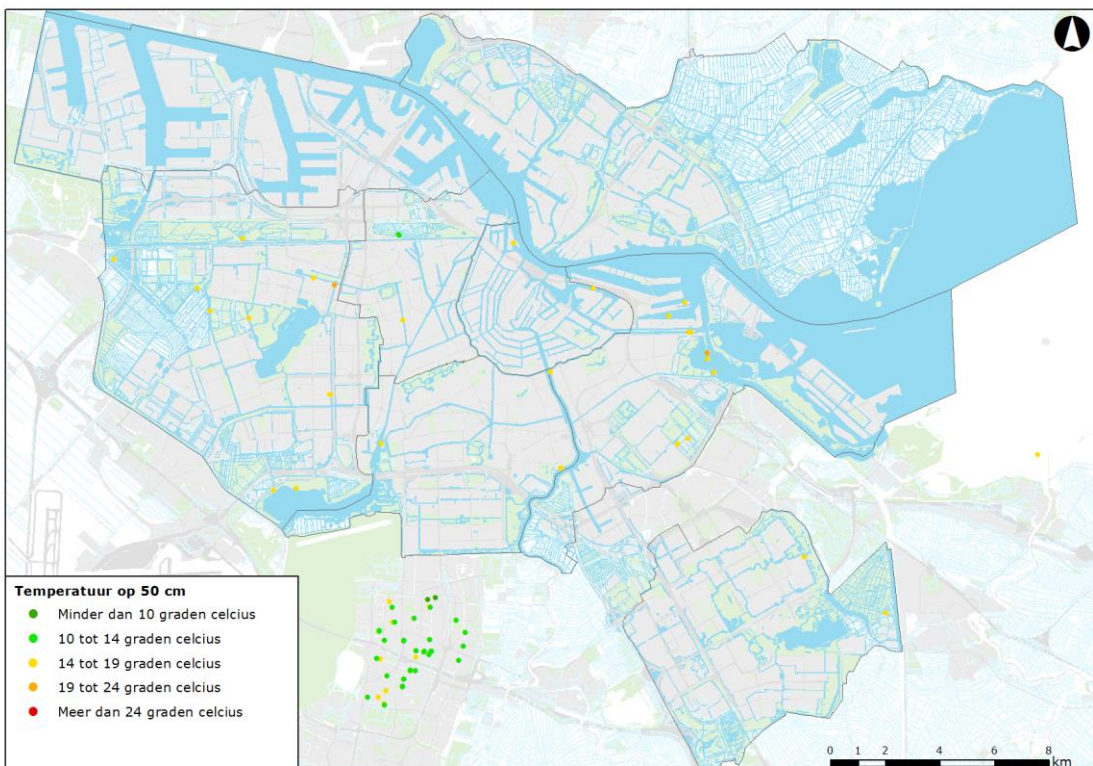 Temperatuur op 50 cm
Minder dan 10 graden celcius
10 tot 14 graden celcius
14 tot 19 graden celcius
19 tot 24 graden celcius
Meer dan 24 graden celcius
0 1 2 4 6 8
km